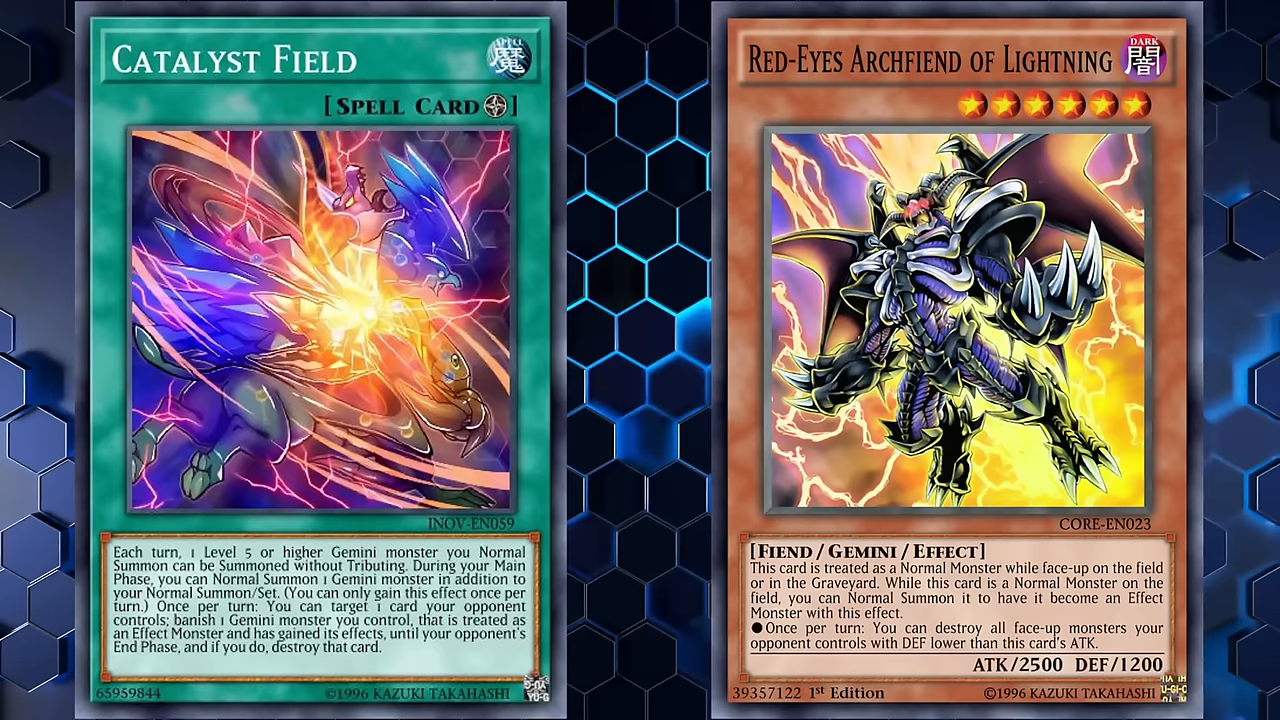 CATALYST FIELD
SPELL
魔
[SPELL CARD]
INOV-EN059
Each turn, 1 Level 5 or higher Gemini monster you Normal
Summon can be Summoned without Tributing. During your Main
Phase, you can Normal Summon 1 Gemini monster in addition to
your Normal Summon/Set. (You can only gain this effect once per
turn.) Once per turn: You can target 1 card your opponent
controls; banish 1 Gemini monster you control, that is treated as
an Effect Monster and has gained its effects, until your opponent's
End Phase, and if you do, destroy that card.
65959844
©1996 KAZUKI TAKAHASHI
RED-EYES ARCHFIEND OF LIGHTNING
DARK
闇
CORE-EN023
[FIEND / GEMINI / EFFECT]
This card is treated as a Normal Monster while face-up on the field
or in the Graveyard. While this card is a Normal Monster on the
field, you can Normal Summon it to have it become an Effect
Monster with this effect.
●Once per turn: You can destroy all face-up monsters your
opponent controls with DEF lower than this card's ATK.
ATK/2500 DEF/1200
39357122 1st Edition
©1996 KAZUKI TAKAHASHI